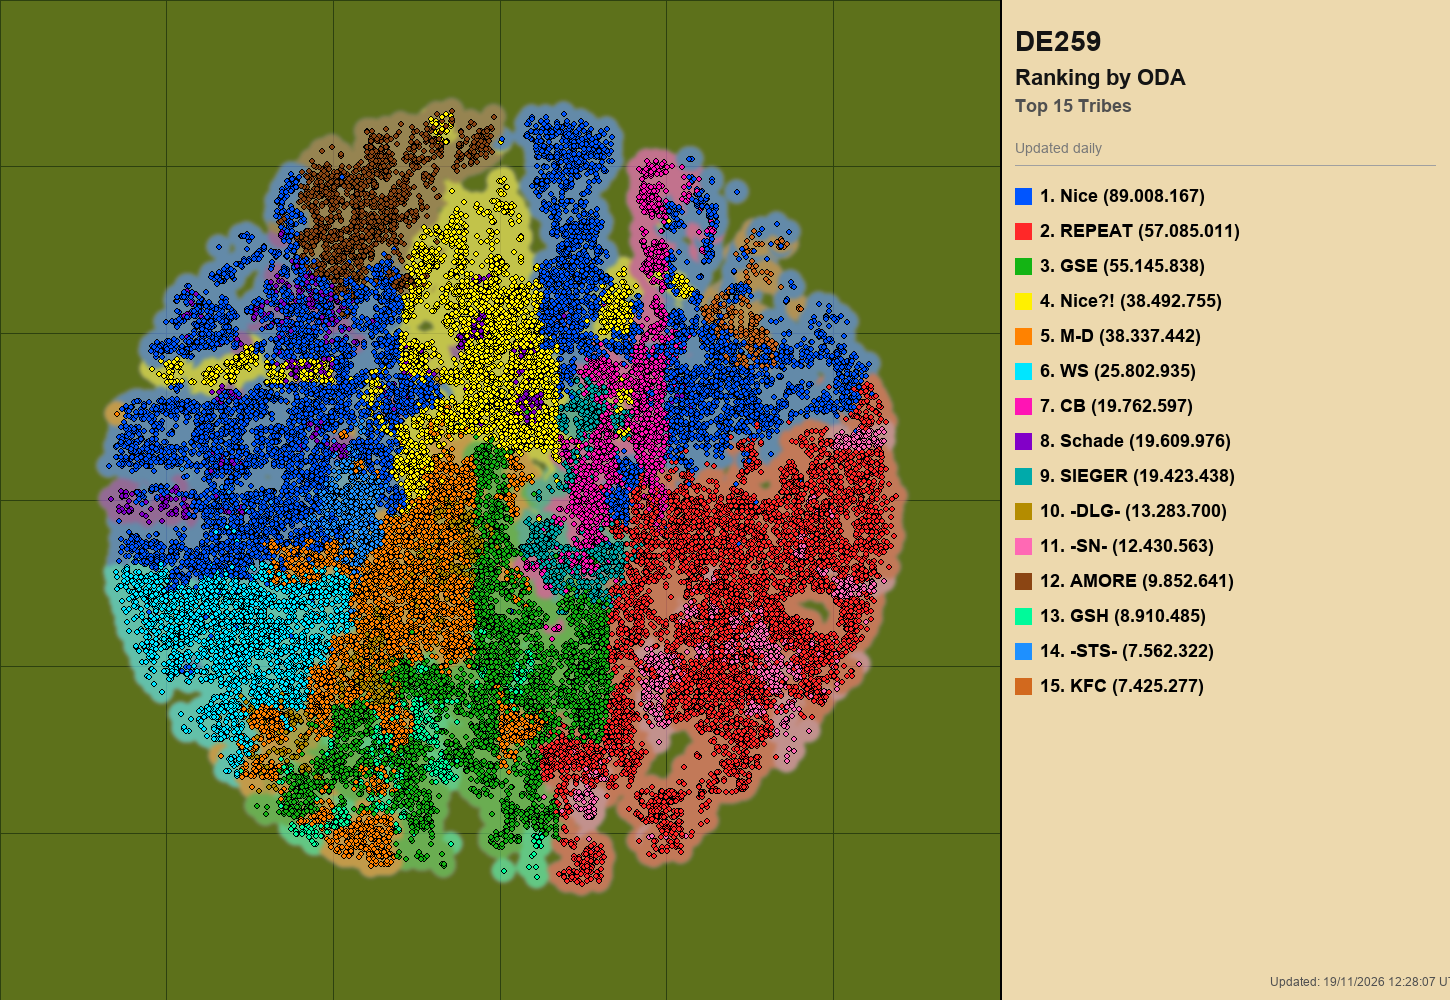 DE259
Ranking by ODA
Top 15 Tribes
Updated daily
1. Nice (89.008.167)
2. REPEAT (57.085.011)
3. GSE (55.145.838)
4. Nice?! (38.492.755)
5. M-D (38.337.442)
6. WS (25.802.935)
7. CB (19.762.597)
8. Schade (19.609.976)
9. SIEGER (19.423.438)
10. -DLG- (13.283.700)
11. -SN- (12.430.563)
12. AMORE (9.852.641)
13. GSH (8.910.485)
14. -STS- (7.562.322)
15. KFC (7.425.277)
Updated: 19/11/2026 12:28:07